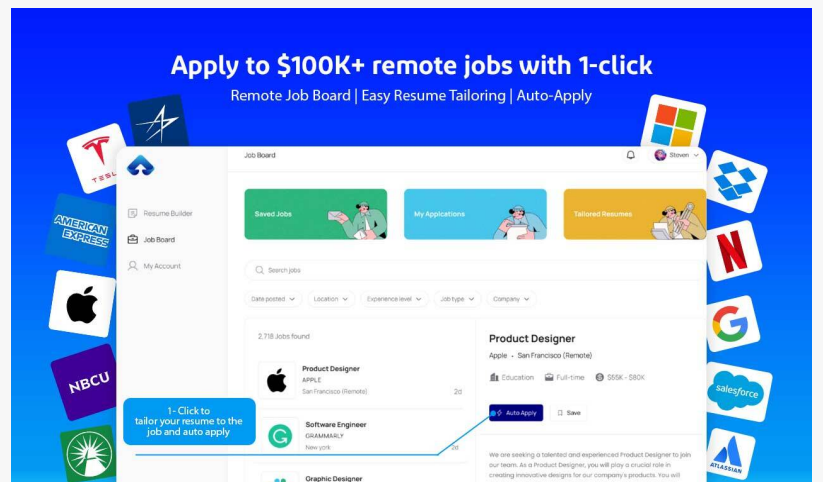 Apply to $100K+ remote jobs with 1-click
Remote Job Board | Easy Resume Tailoring | Auto-Apply
TESL
AMERICAN
EXPRESS
NBCU
salesforce
ATLASSIAN
Job Board
Steven
Resume Builder
Job Board
My Account
Saved Jobs
My Applications
Tailored Resumes
Search jobs
Date posted
Location
Experience level
Job type
Company
2,718 Jobs found
Product Designer
APPLE
San Francisco (Remote)
2d
Software Engineer
GRAMMARLY
New york
2d
Graphic Designer
1- Click to
tailor your resume to the
job and auto apply
Product Designer
Apple • San Francisco (Remote)
Education
Full-time
$55K - $80K
Auto Apply
Save
We are seeking a talented and experienced Product Designer to join
our team. As a Product Designer, you will play a crucial role in
creating innovative designs for our company's products. You will